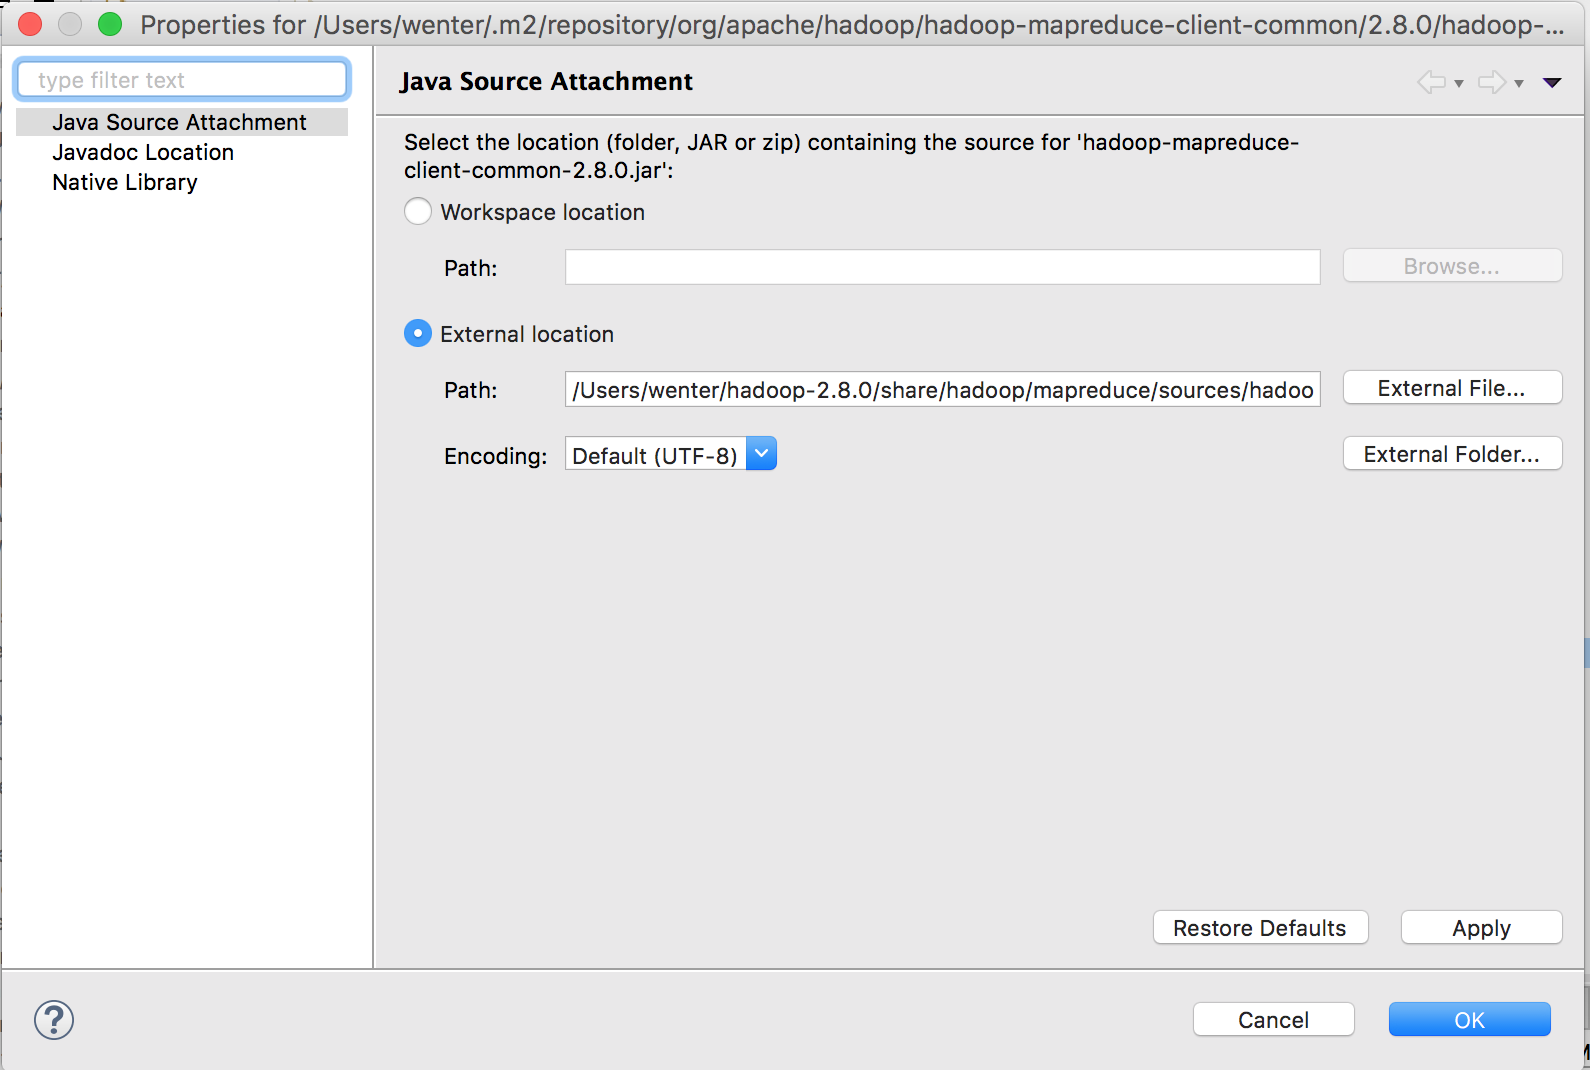 Properties for /Users/wenter/.m2/repository/org/apache/hadoop/hadoop-mapreduce-client-common/2.8.0/hadoop-...
type filter text
Java Source Attachment
Javadoc Location
Native Library
Java Source Attachment
Select the location (folder, JAR or zip) containing the source for 'hadoop-mapreduce-
client-common-2.8.0.jar':
Workspace location
Path:
Browse...
External location
Path: /Users/wenter/hadoop-2.8.0/share/hadoop/mapreduce/sources/hadoo External File...
Encoding: Default (UTF-8) External Folder...
Restore Defaults Apply
? Cancel OK